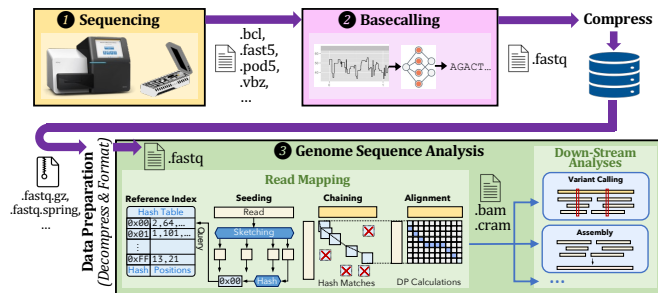 ❶ Sequencing
.bcl,
.fast5,
.pod5,
.vbz,
...
❷ Basecalling
AGACT...
.fastq
Compress
.fastq.gz,
.fastq.spring,
...
Data Preparation
(Decompress & Format)
.fastq
❸ Genome Sequence Analysis
Read Mapping
Reference Index
Hash Table
0x00 2,64,...
0x01 1,101,...
⋮
0xFF 13,21
Hash Positions
Query
Seeding
Read
Sketching
0x00
Hash
Chaining
Hash Matches
Alignment
DP Calculations
.bam
.cram
Down-Stream
Analyses
Variant Calling
Assembly
...